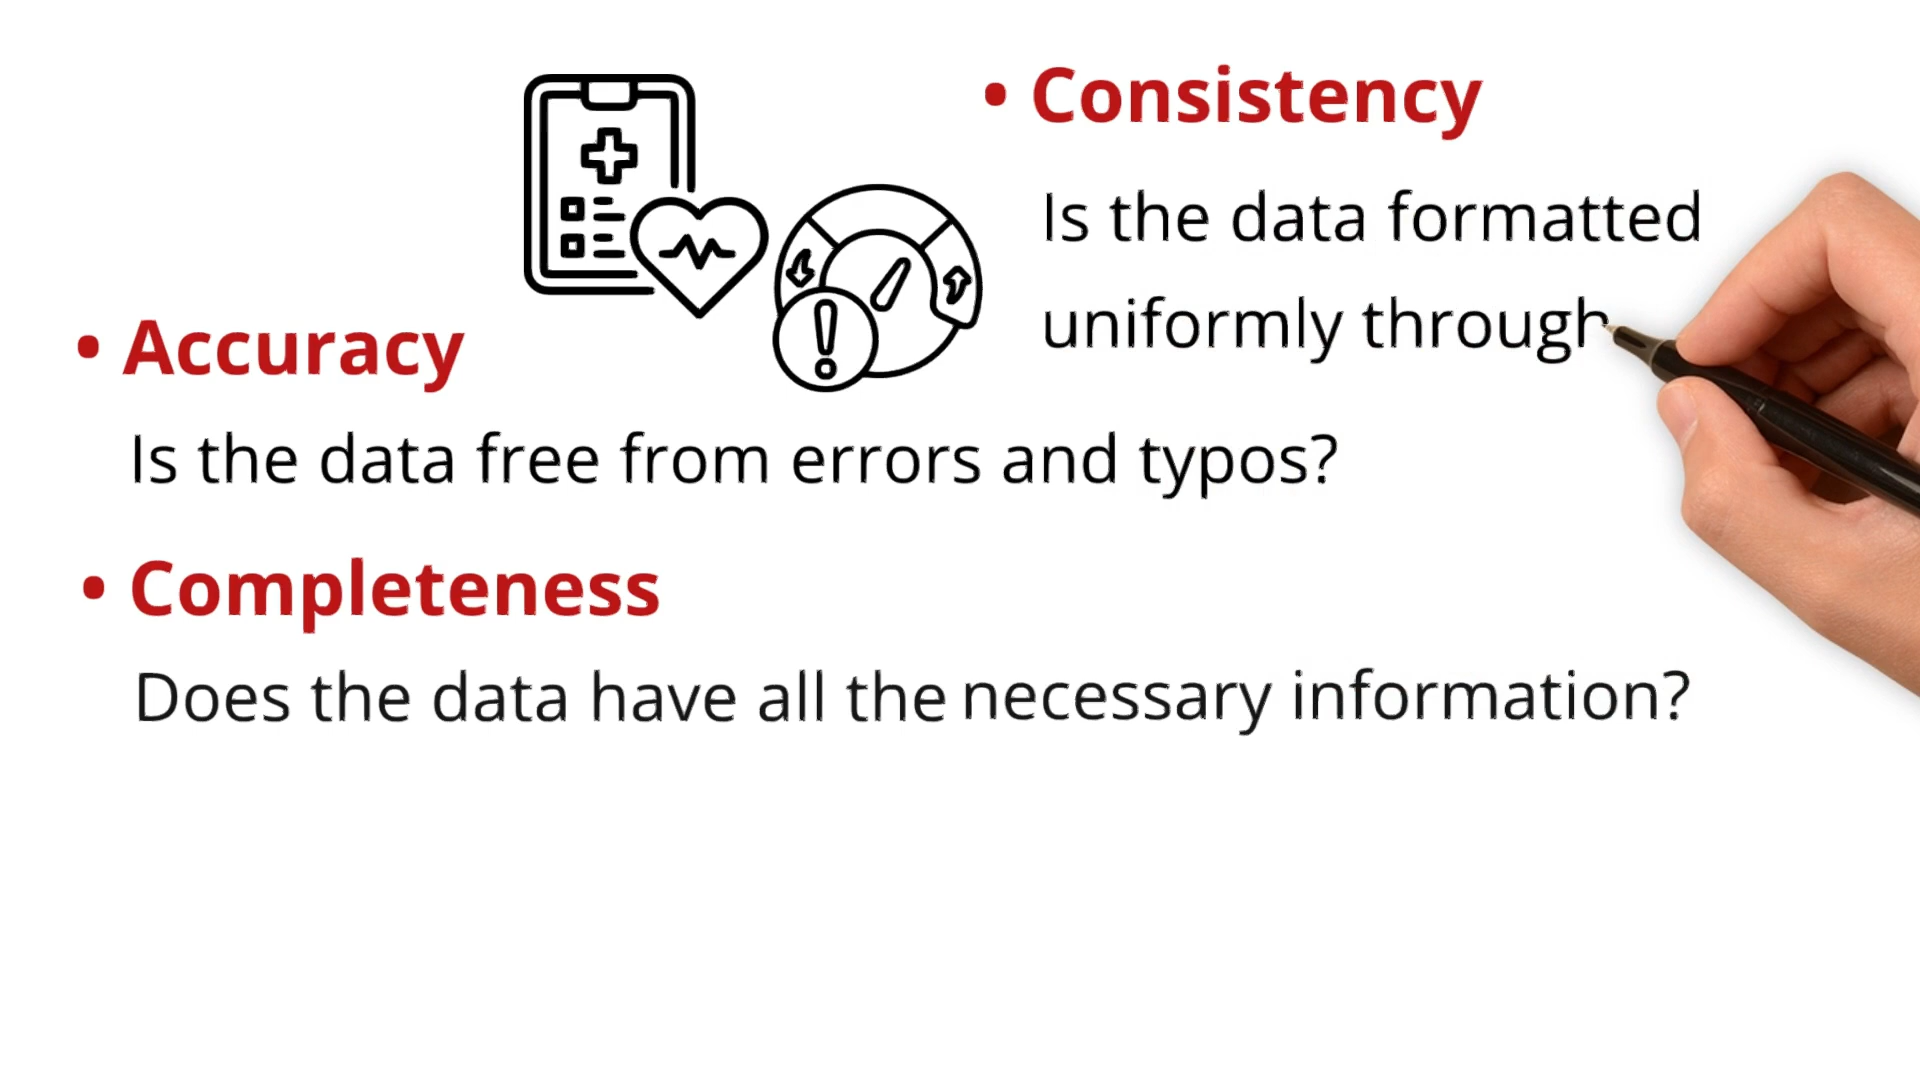 • Consistency
Is the data formatted
uniformly through
• Accuracy
Is the data free from errors and typos?
• Completeness
Does the data have all the necessary information?